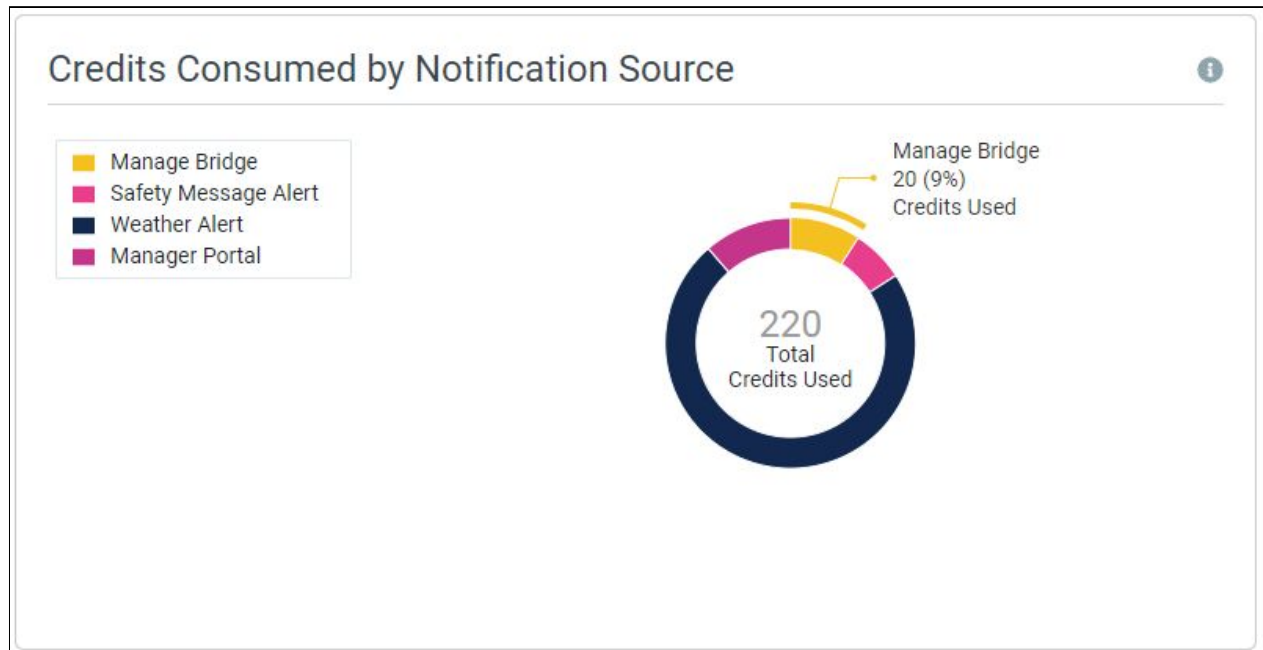 Credits Consumed by Notification Source
Manage Bridge
Safety Message Alert
Weather Alert
Manager Portal
Manage Bridge
20 (9%)
Credits Used
220
Total
Credits Used